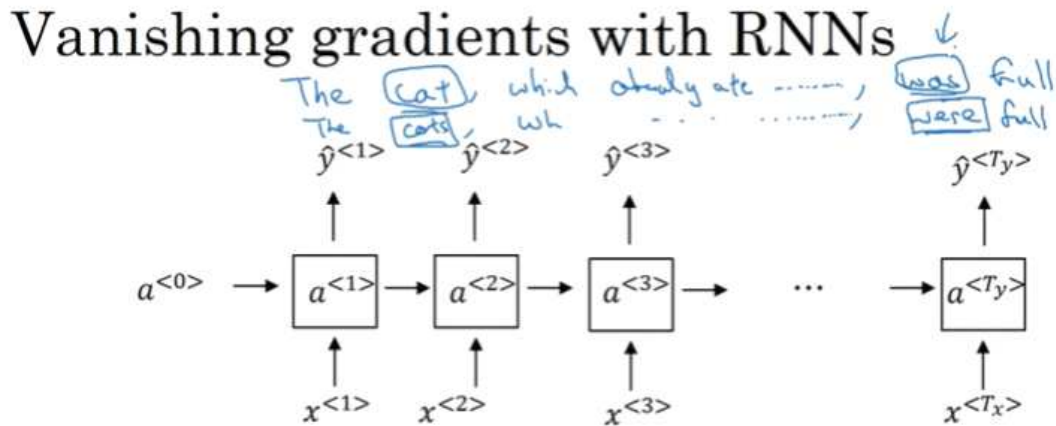 Vanishing gradients with RNNs
The cat, which already ate ........, was full
The cats, wh ... ........, were full
ŷ<1> ŷ<2> ŷ<3> ŷ<Ty>
a<0> a<1> a<2> a<3> ... a<Ty>
x<1> x<2> x<3> x<Tx>